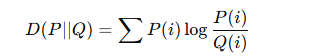 D(P||Q) = ∑ P(i) log P(i)/Q(i)